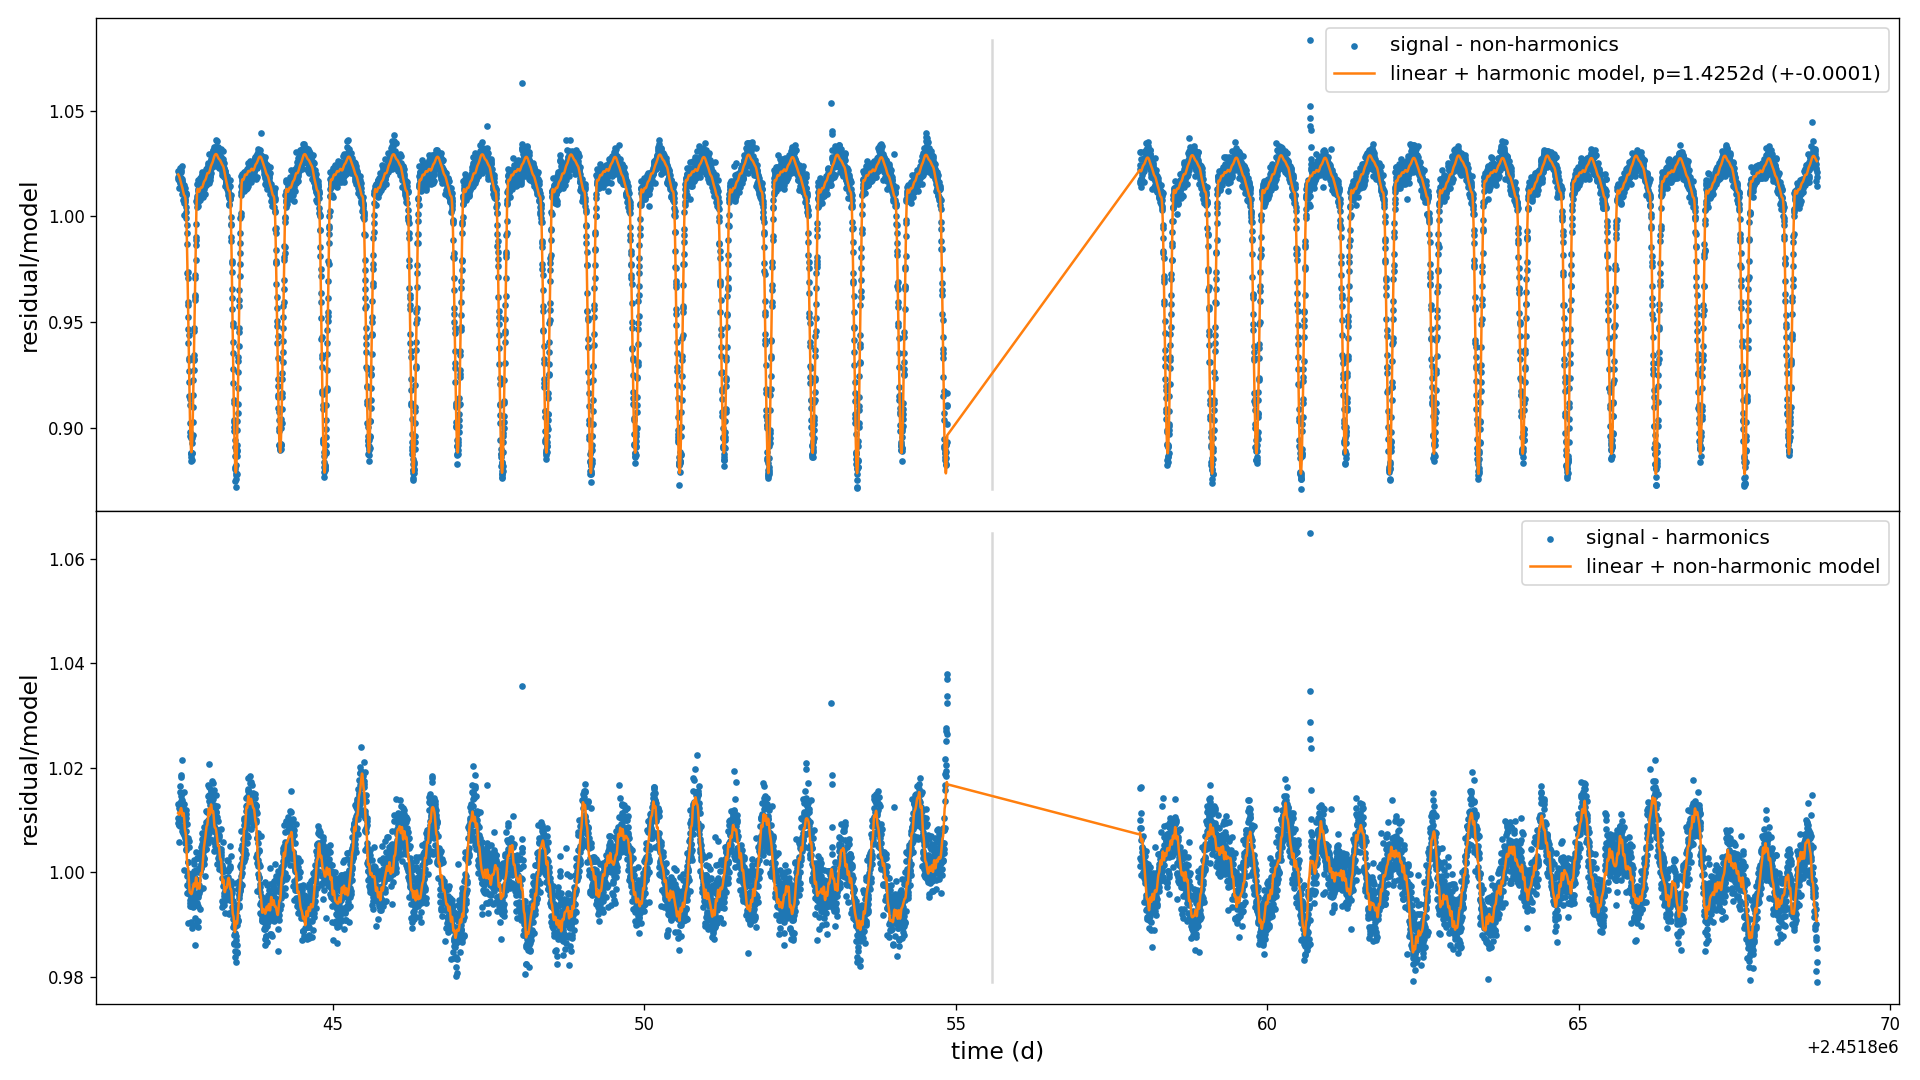 signal - non-harmonics
linear + harmonic model, p=1.4252d (+-0.0001)
1.05
1.00
0.95
0.90
residual/model
signal - harmonics
linear + non-harmonic model
1.06
1.04
1.02
1.00
0.98
residual/model
45
50
55
60
65
70
time (d)
+2.4518e6